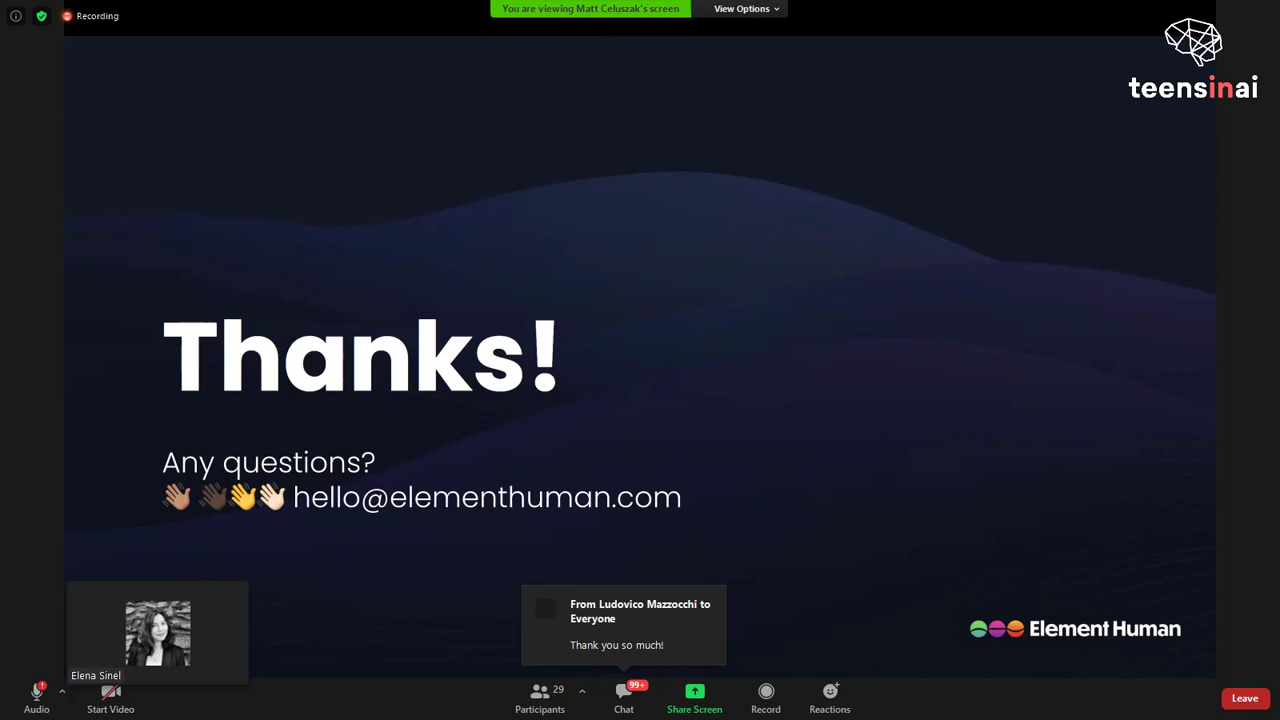 Recording
You are viewing Matt Celuszak's screen
View Options
teensinai
Thanks!
Any questions?
👋🏽 👋🏿👋👋🏻 hello@elementhuman.com
From Ludovico Mazzocchi to
Everyone
Thank you so much!
Element Human
Elena Sinel
Audio
Start Video
29
Participants
99+
Chat
Share Screen
Record
Reactions
Leave